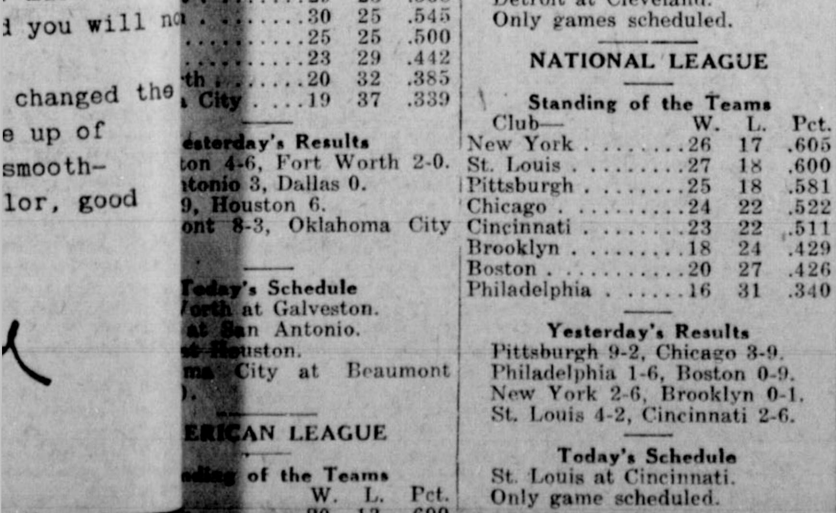 you will
changed the
e up of
smooth-
lor, good
30 25 .545
25 25 .500
23 29 .442
th 20 32 .385
City 19 37 .339
esterday's Results
ton 4-6, Fort Worth 2-0.
ntonio 3, Dallas 0.
9, Houston 6.
ont 8-3, Oklahoma City
Today's Schedule
Worth at Galveston.
at San Antonio.
at Houston.
ma City at Beaumont
).
ERICAN LEAGUE
nding of the Teams
W. L. Pct.
Detroit at Cleveland.
Only games scheduled.
NATIONAL LEAGUE
Standing of the Teams
Club— W. L. Pct.
New York . . . . . . . . . 26 17 .605
St. Louis . . . . . . . . . 27 18 .600
Pittsburgh . . . . . . . . 25 18 .581
Chicago . . . . . . . . . . 24 22 .522
Cincinnati . . . . . . . . 23 22 .511
Brooklyn . . . . . . . . . 18 24 .429
Boston . . . . . . . . . . 20 27 .426
Philadelphia . . . . . . 16 31 .340
Yesterday's Results
Pittsburgh 9-2, Chicago 3-9.
Philadelphia 1-6, Boston 0-9.
New York 2-6, Brooklyn 0-1.
St. Louis 4-2, Cincinnati 2-6.
Today's Schedule
St. Louis at Cincinnati.
Only game scheduled.